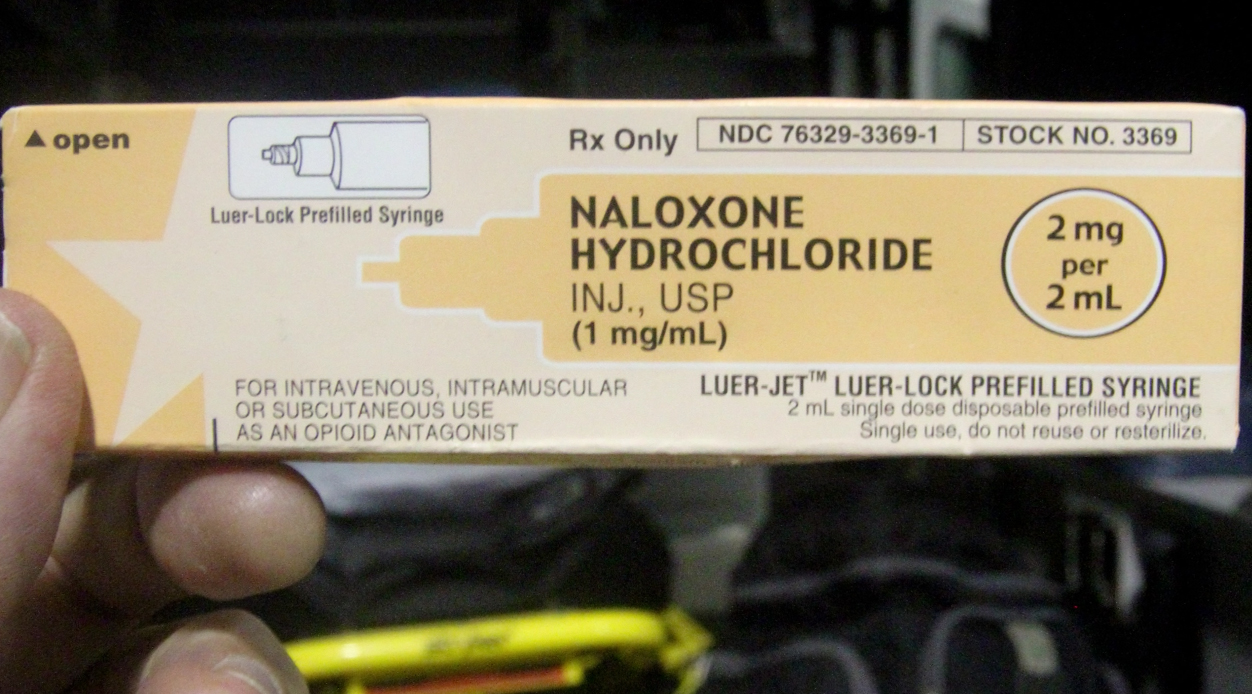 ▲ open
Luer-Lock Prefilled Syringe
Rx Only
NDC 76329-3369-1
STOCK NO. 3369
NALOXONE
HYDROCHLORIDE
INJ., USP
(1 mg/mL)
2 mg
per
2 mL
FOR INTRAVENOUS, INTRAMUSCULAR
OR SUBCUTANEOUS USE
AS AN OPIOID ANTAGONIST
LUER-JET™ LUER-LOCK PREFILLED SYRINGE
2 mL single dose disposable prefilled syringe
Single use, do not reuse or resterilize.